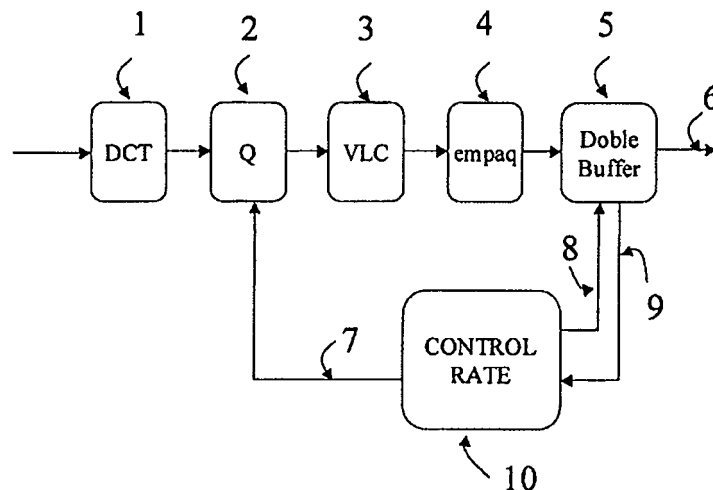 1
2
3
4
5
6
DCT
Q
VLC
empaq
Doble
Buffer
8
9
7
CONTROL
RATE
10